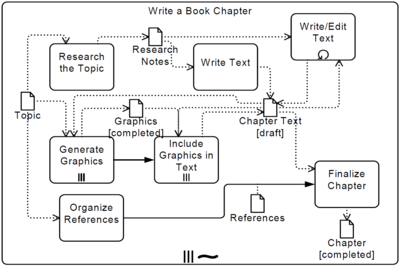 Write a Book Chapter
Research
the Topic
Research
Notes
Write Text
Write/Edit
Text
Topic
Graphics
[completed]
Chapter Text
[draft]
Generate
Graphics
Include
Graphics in
Text
Finalize
Chapter
Organize
References
References
Chapter
[completed]